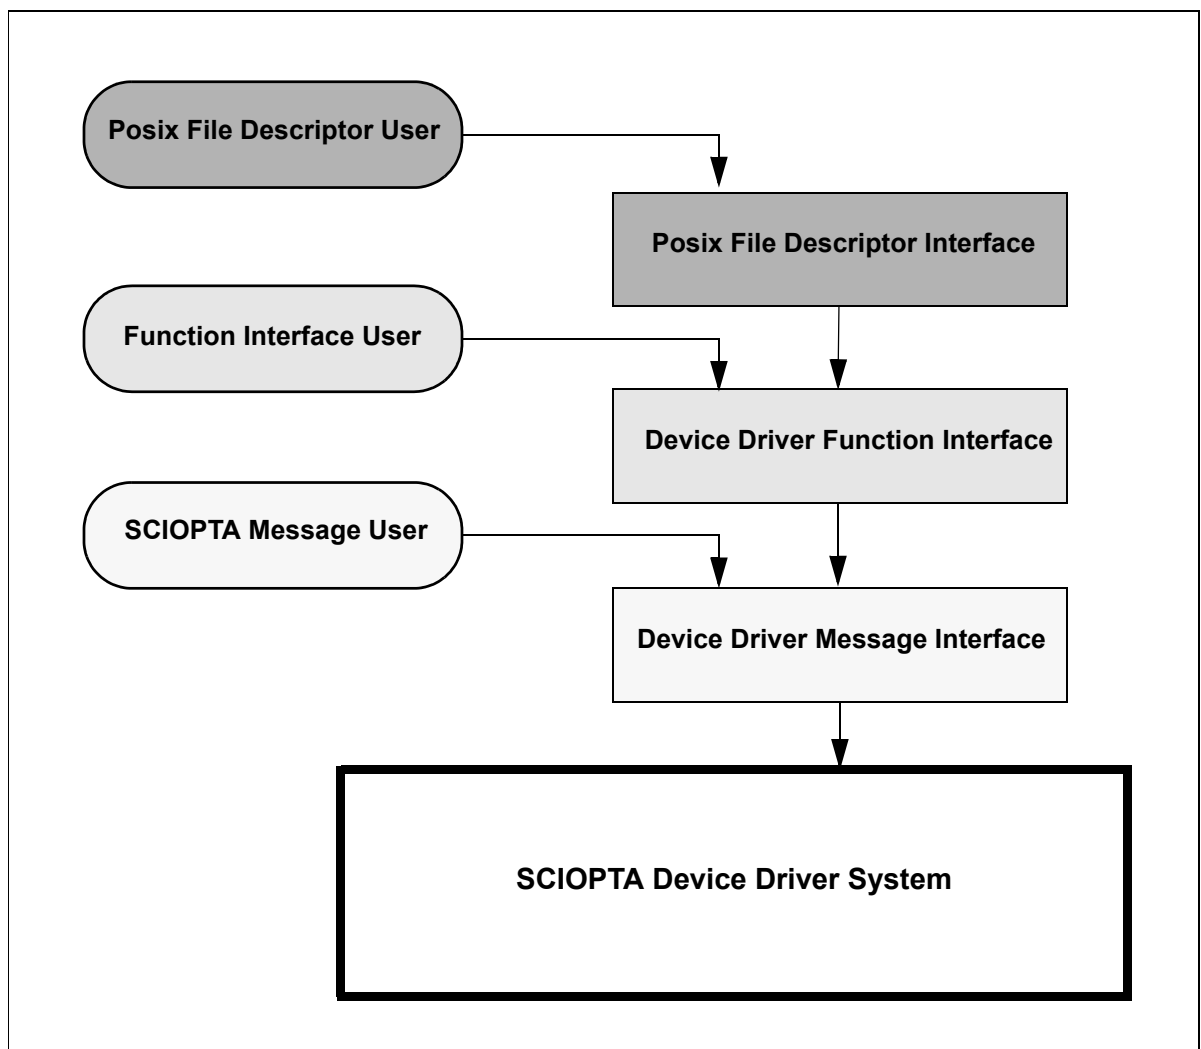 Posix File Descriptor User
Posix File Descriptor Interface
Function Interface User
Device Driver Function Interface
SCIOPTA Message User
Device Driver Message Interface
SCIOPTA Device Driver System